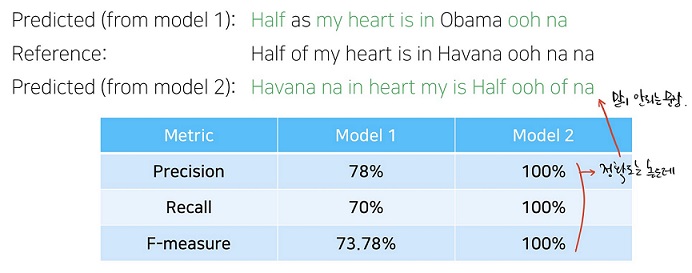 Predicted (from model 1): Half as my heart is in Obama ooh na
Reference: Half of my heart is in Havana ooh na na
Predicted (from model 2): Havana na in heart my is Half ooh of na
말이 안되는 문장.
Metric Model 1 Model 2
Precision 78% 100%
정확도는 높은데
Recall 70% 100%
F-measure 73.78% 100%